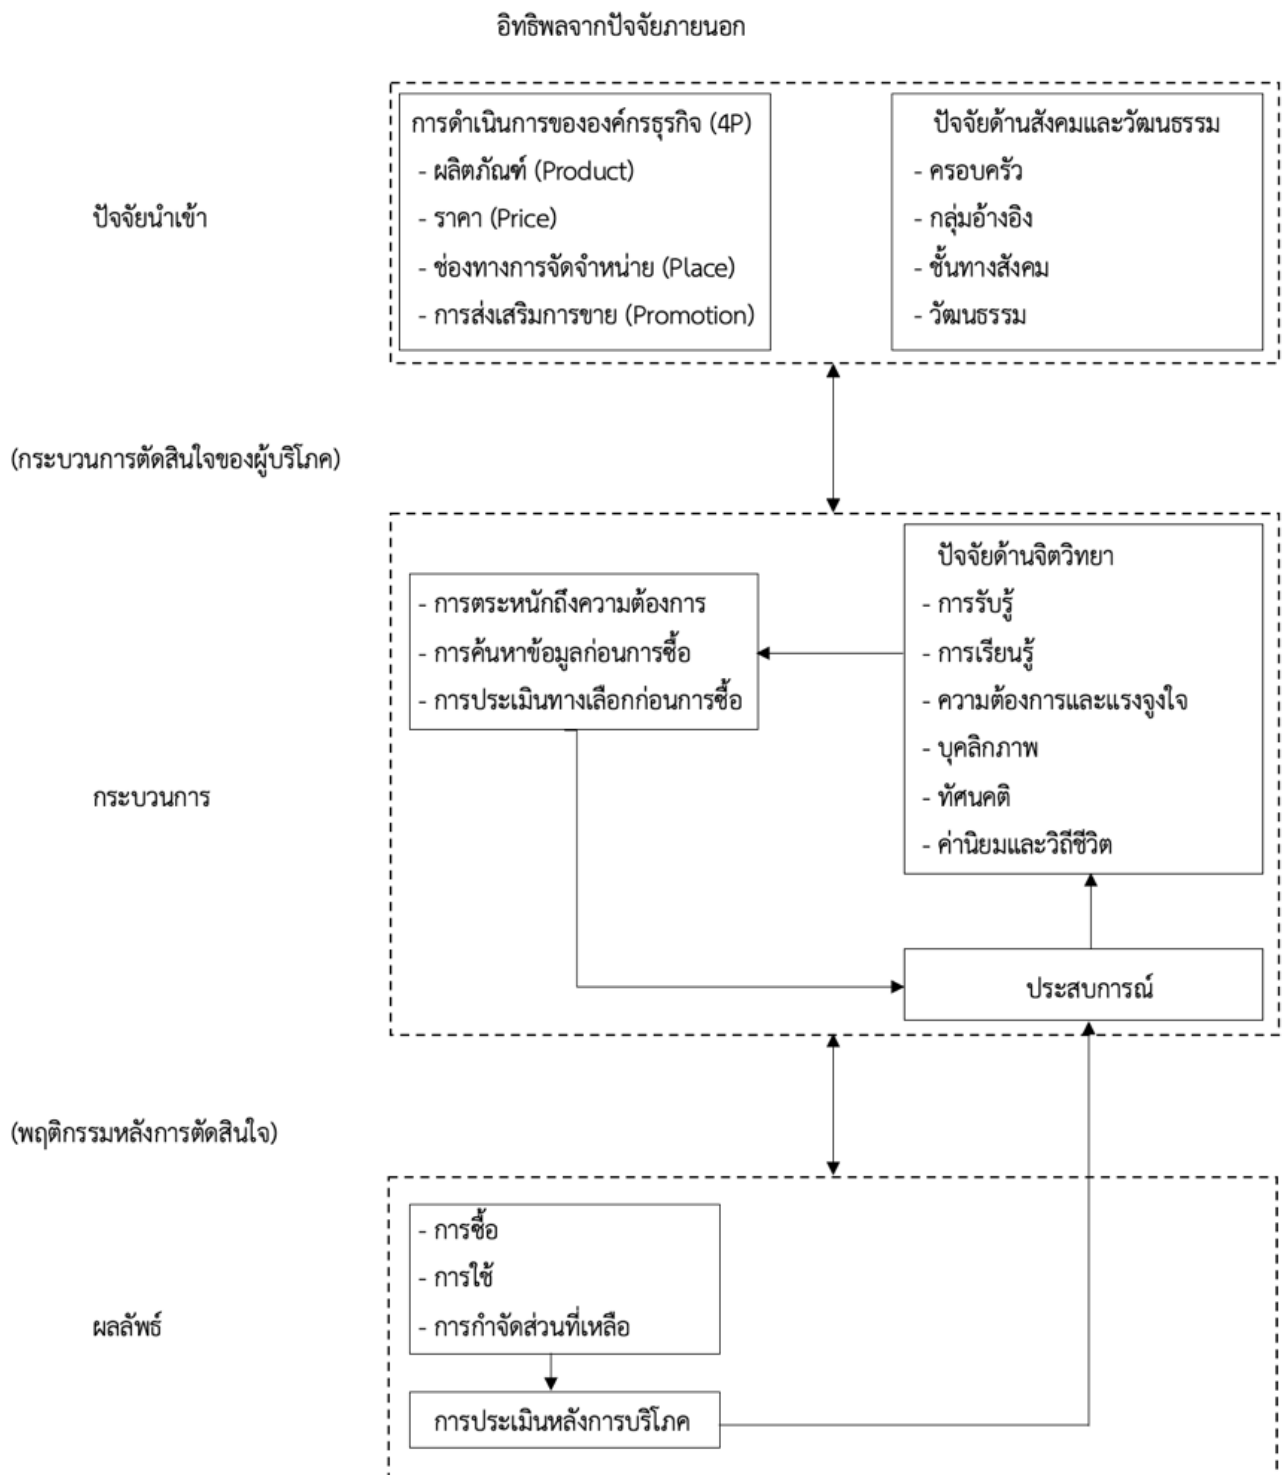 อิทธิพลจากปัจจัยภายนอก
การดำเนินการขององค์กรธุรกิจ (4P)
- ผลิตภัณฑ์ (Product)
- ราคา (Price)
- ช่องทางการจัดจำหน่าย (Place)
- การส่งเสริมการขาย (Promotion)
ปัจจัยด้านสังคมและวัฒนธรรม
- ครอบครัว
- กลุ่มอ้างอิง
- ชั้นทางสังคม
- วัฒนธรรม
ปัจจัยนำเข้า
(กระบวนการตัดสินใจของผู้บริโภค)
- การตระหนักถึงความต้องการ
- การค้นหาข้อมูลก่อนการซื้อ
- การประเมินทางเลือกก่อนการซื้อ
ปัจจัยด้านจิตวิทยา
- การรับรู้
- การเรียนรู้
- ความต้องการและแรงจูงใจ
- บุคลิกภาพ
- ทัศนคติ
- ค่านิยมและวิถีชีวิต
กระบวนการ
ประสบการณ์
(พฤติกรรมหลังการตัดสินใจ)
- การซื้อ
- การใช้
- การกำจัดส่วนที่เหลือ
ผลลัพธ์
การประเมินหลังการบริโภค